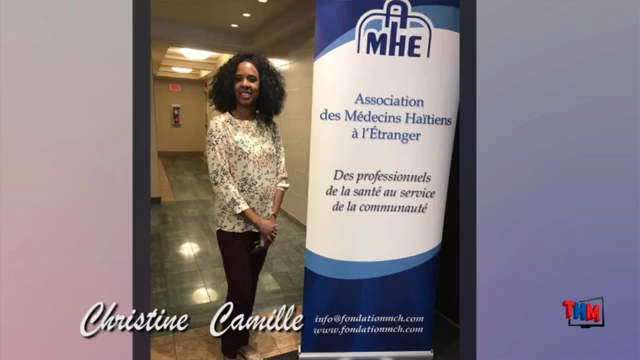 AMHE
Association
des Médecins Haïtiens
à l'Étranger
Des professionnels
de la santé au service
de la communauté
info@fondationmch.com
www.fondationmch.com
Christine Camille
THM